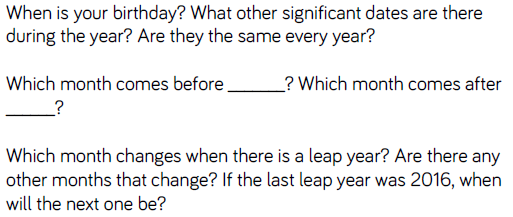 When is your birthday? What other significant dates are there
during the year? Are they the same every year?
Which month comes before ______? Which month comes after
______?
Which month changes when there is a leap year? Are there any
other months that change? If the last leap year was 2016, when
will the next one be?